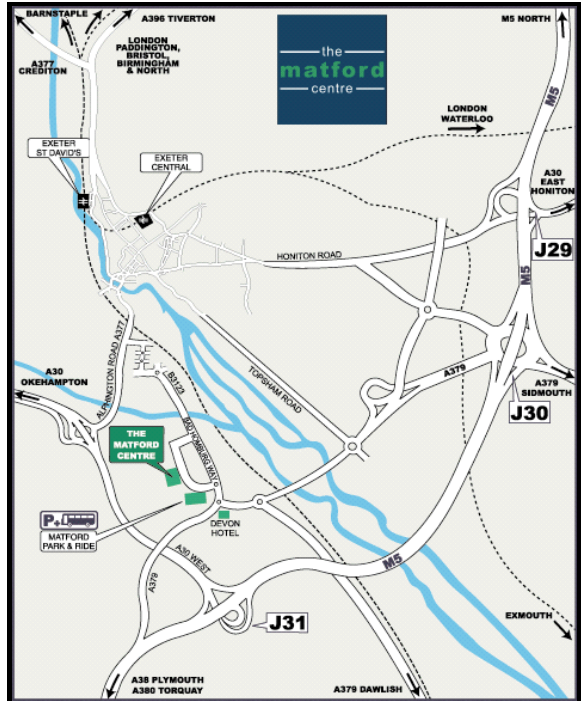 BARNSTAPLE
A396 TIVERTON
M5 NORTH
LONDON
PADDINGTON,
BRISTOL,
BIRMINGHAM
& NORTH
A377
CREDITON
the
matford
centre
M5
LONDON
WATERLOO
EXETER
ST DAVID'S
EXETER
CENTRAL
A30
EAST
HONITON
J29
HONITON ROAD
M5
ALPHINGTON ROAD A377
A30
OKEHAMPTON
B3123
TOPSHAM ROAD
A379
A379
SIDMOUTH
J30
THE
MATFORD
CENTRE
BAD HOMBURG WAY
P+
MATFORD
PARK & RIDE
DEVON
HOTEL
A30 WEST
A379
M5
J31
EXMOUTH
A38 PLYMOUTH
A380 TORQUAY
A379 DAWLISH